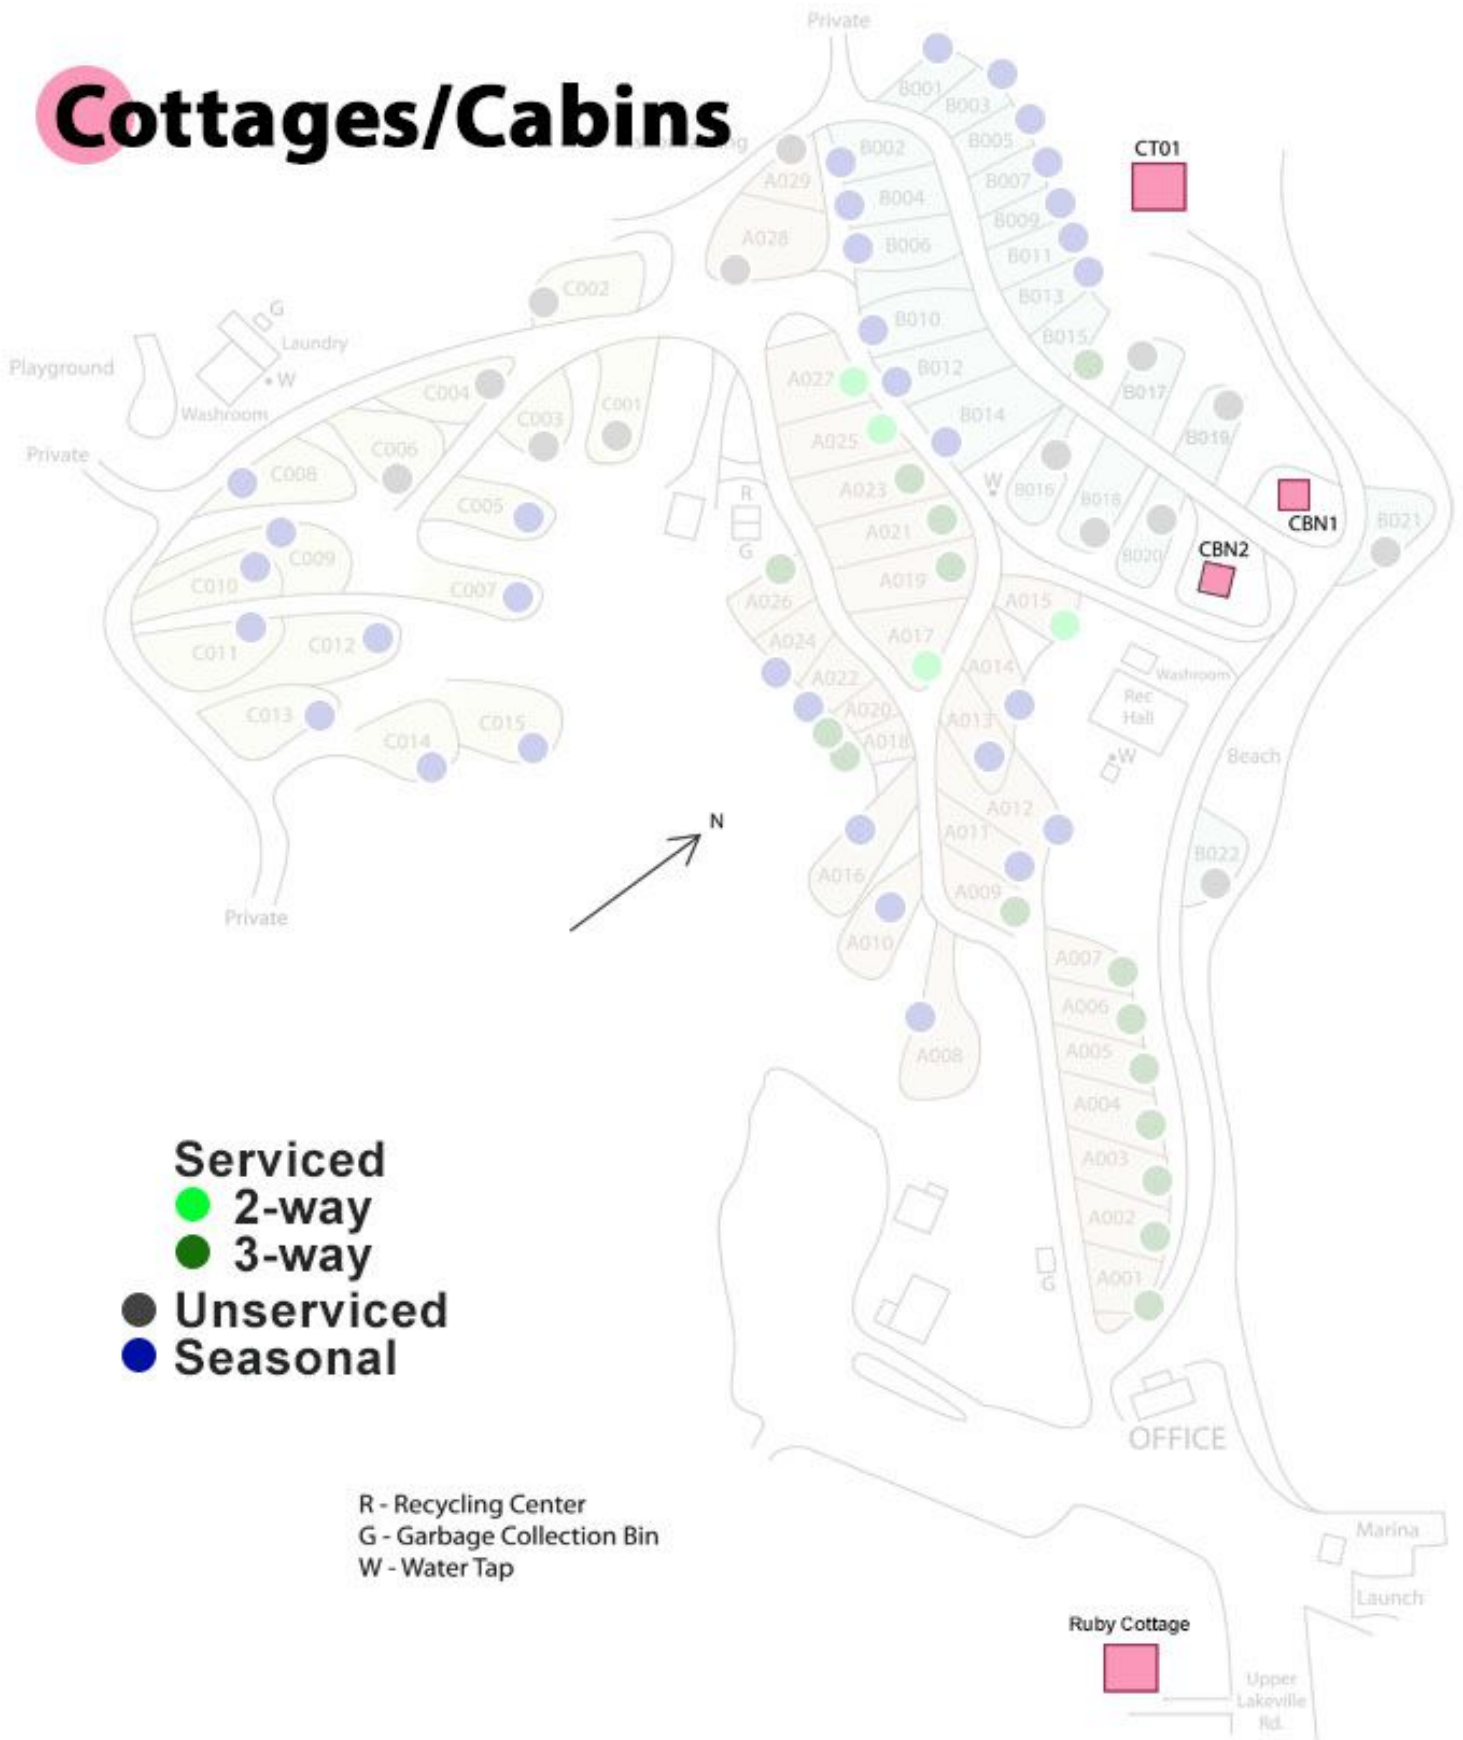 Private
Cottages/Cabins
B001
B003
B005
CT01
B002
A029
B007
B004
B009
A028
B006
B011
C002
B013
G
B010
B015
Laundry
Playground
W
A027
B012
B017
C004
C001
Washroom
C003
B014
A025
B019
C006
Private
C008
W
A023
B016
R
B018
C005
CBN1
B021
A021
G
CBN2
B020
C009
A019
C010
C007
A026
A015
A017
A024
C012
C011
A014
A022
Washroom
Rec
Hall
A020
C013
C015
A013
A018
C014
W
Beach
A012
N
A011
B022
A016
A009
Private
A010
A007
A006
A005
A008
A004
Serviced
A003
2-way
A002
3-way
A001
G
Unserviced
Seasonal
OFFICE
R - Recycling Center
G - Garbage Collection Bin
W - Water Tap
Marina
Launch
Ruby Cottage
Upper
Lakeville
Rd.